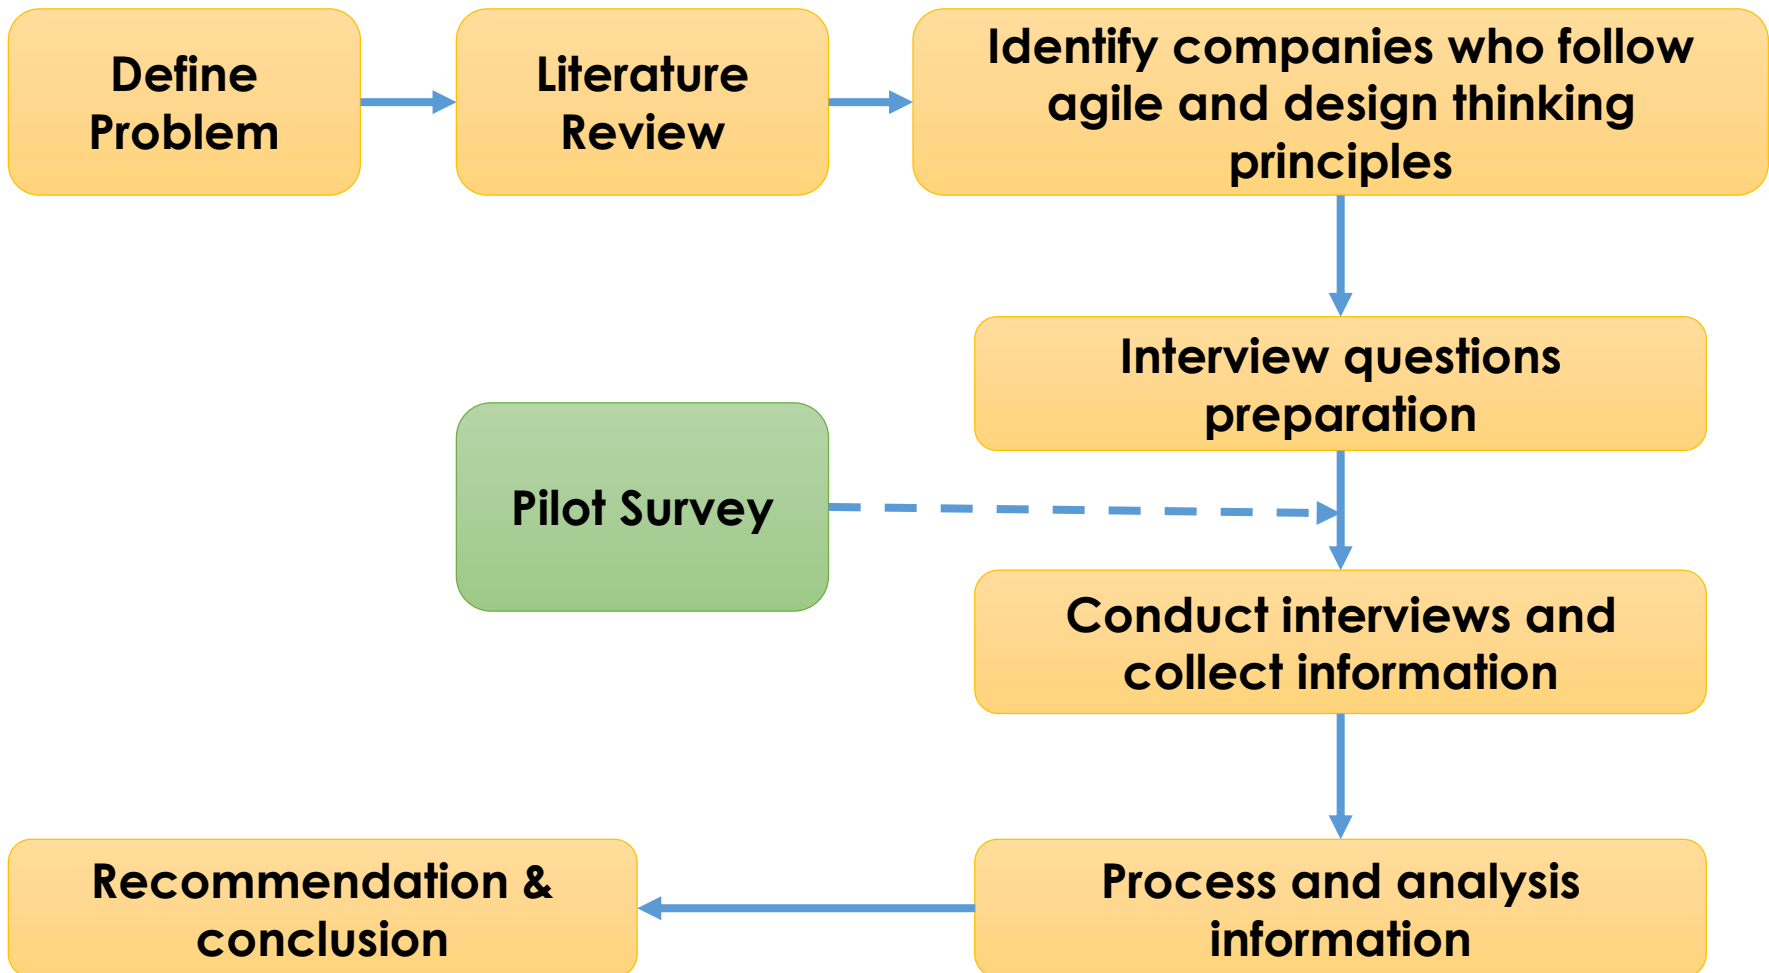 Define
Problem
Literature
Review
Identify companies who follow
agile and design thinking
principles
Interview questions
preparation
Pilot Survey
Conduct interviews and
collect information
Process and analysis
information
Recommendation &
conclusion